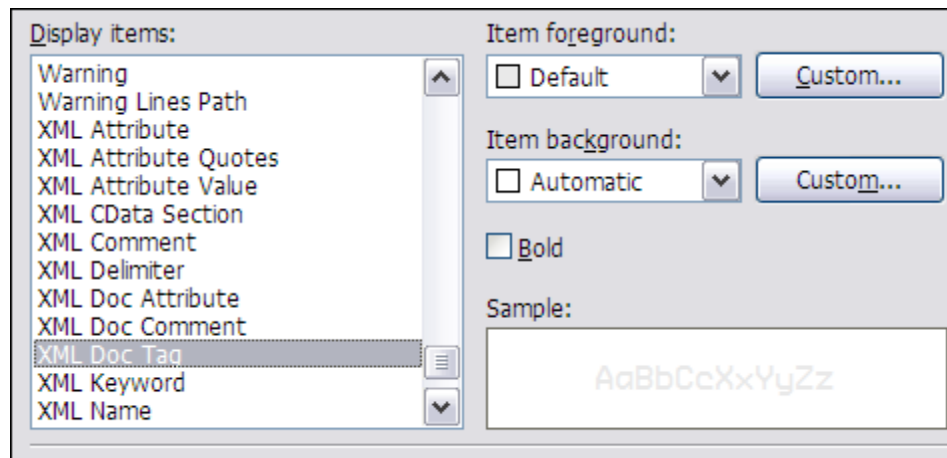 Display items:
Warning
Warning Lines Path
XML Attribute
XML Attribute Quotes
XML Attribute Value
XML CData Section
XML Comment
XML Delimiter
XML Doc Attribute
XML Doc Comment
XML Doc Tag
XML Keyword
XML Name
Item foreground:
Default
Custom...
Item background:
Automatic
Custom...
Bold
Sample:
AaBbCcXxYyZz